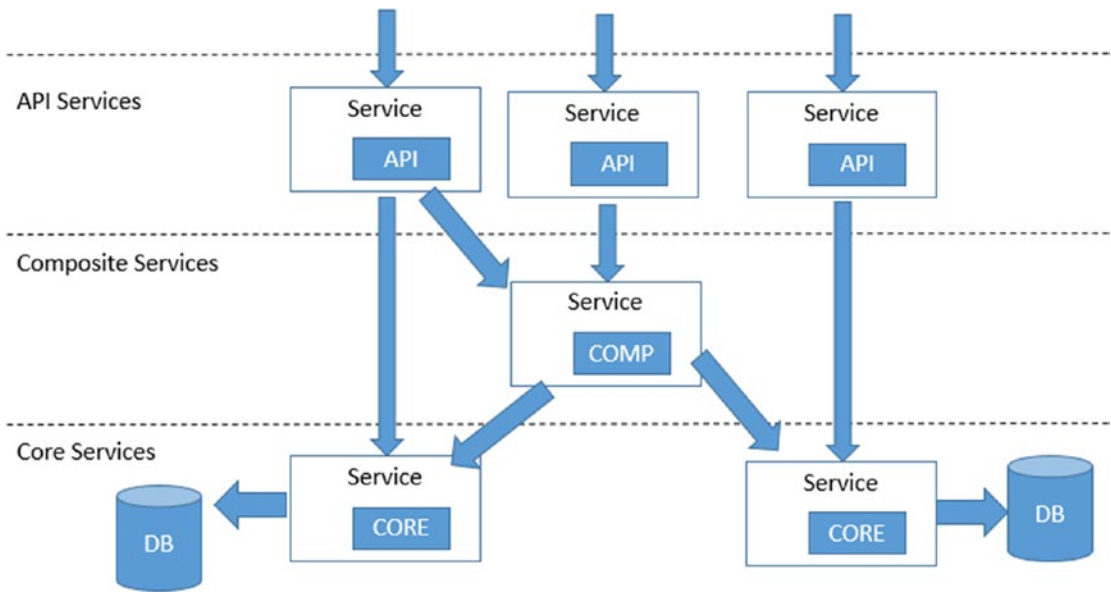 API Services
Service
API
Service
API
Service
API
Composite Services
Service
COMP
Core Services
Service
CORE
DB
Service
CORE
DB